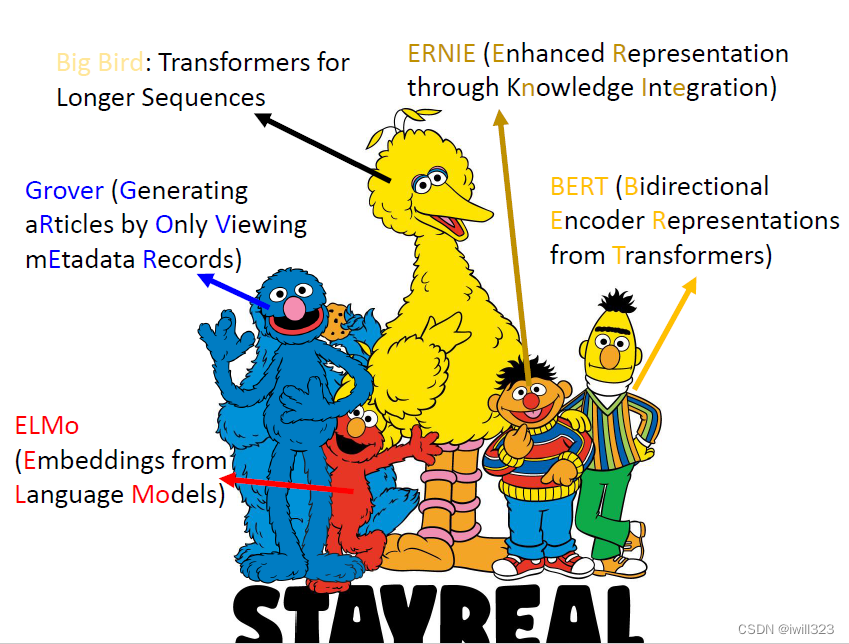 Big Bird: Transformers for
Longer Sequences
ERNIE (Enhanced Representation
through Knowledge Integration)
Grover (Generating
aRticles by Only Viewing
mEtadata Records)
BERT (Bidirectional
Encoder Representations
from Transformers)
ELMo
(Embeddings from
Language Models)
STAYREAL
CSDN @iwill323